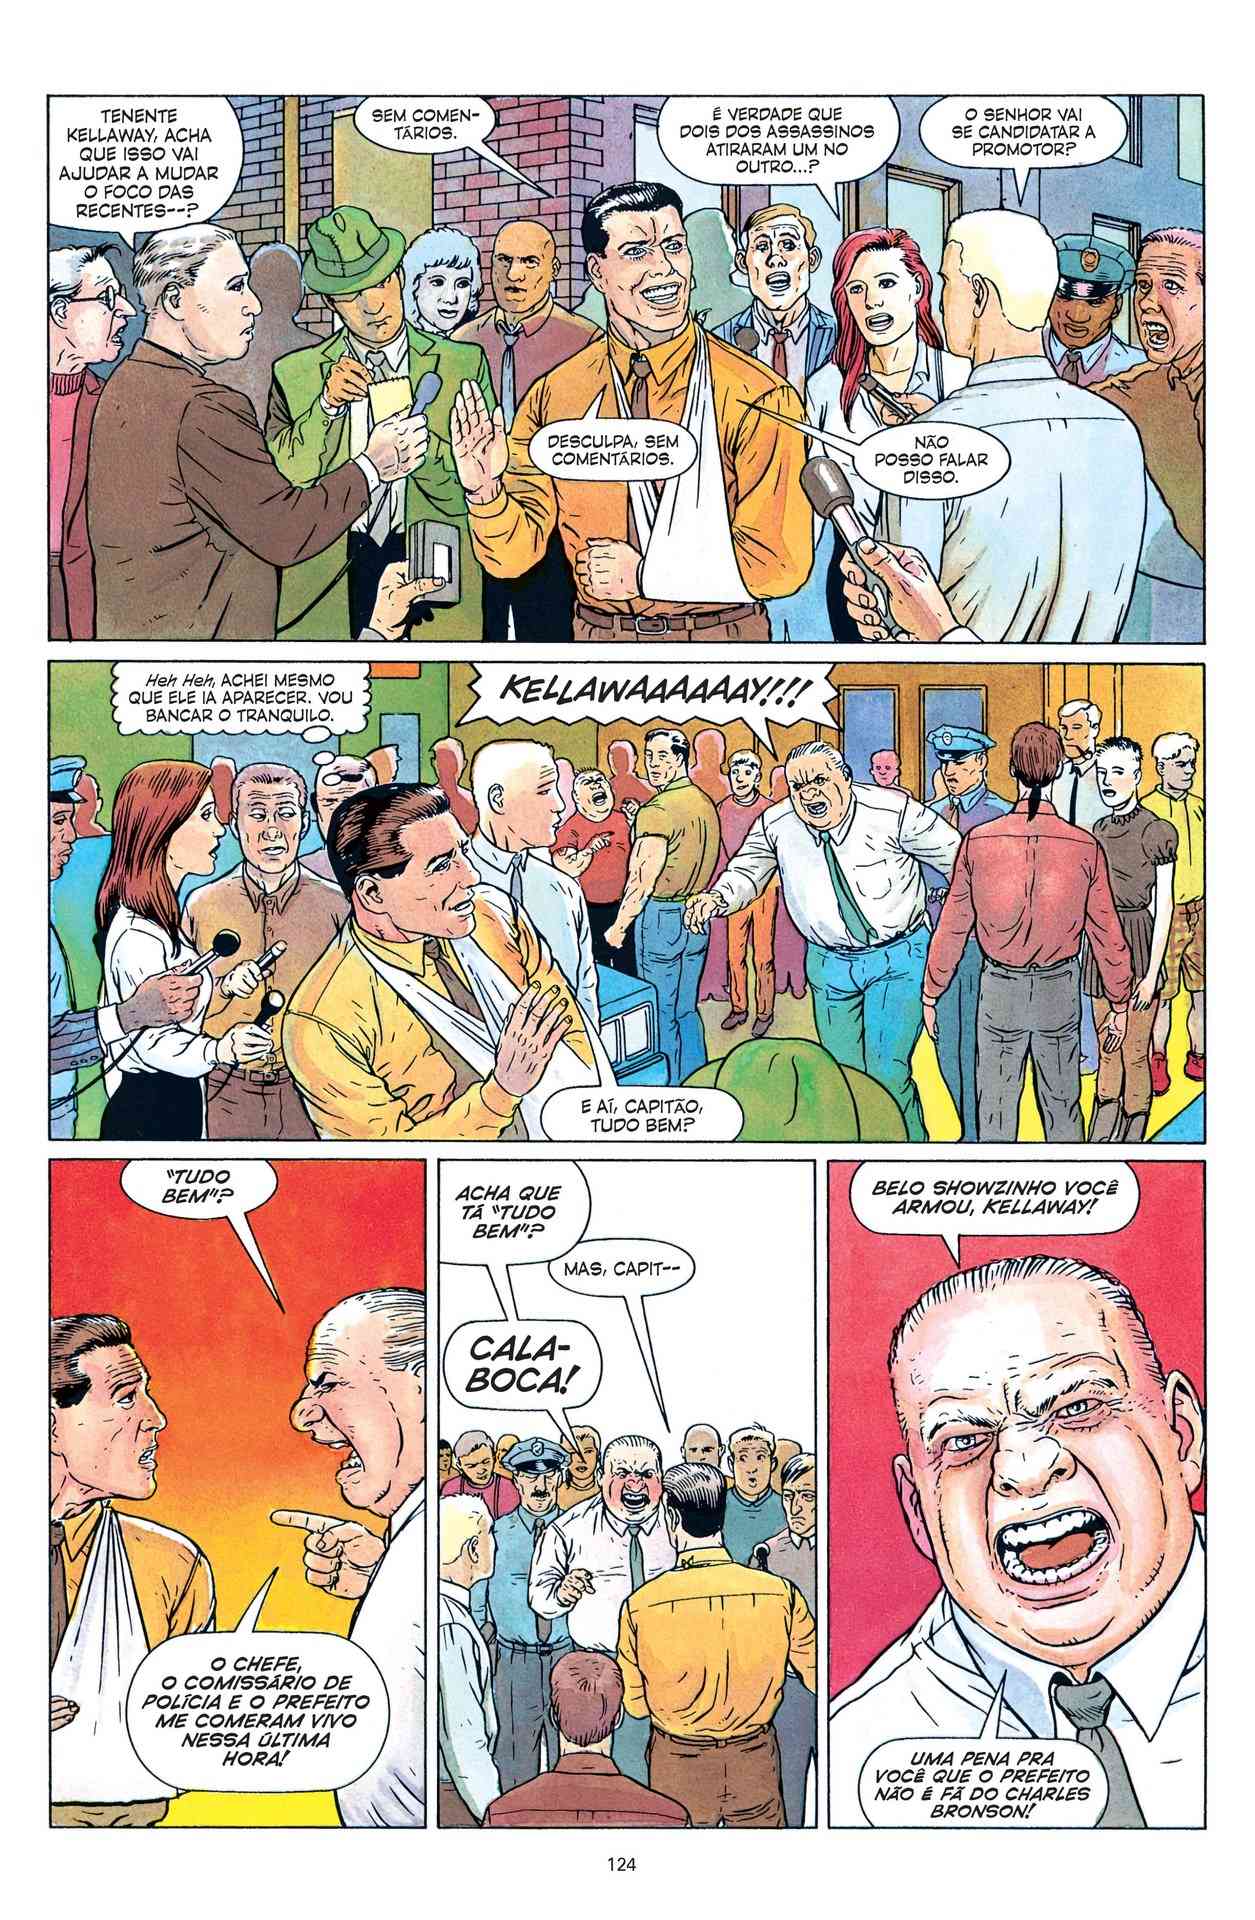 TENENTE
KELLAWAY, ACHA
QUE ISSO VAI
AJUDAR A MUDAR
O FOCO DAS
RECENTES--?
SEM COMEN-
TÁRIOS.
É VERDADE QUE
DOIS DOS ASSASSINOS
ATIRARAM UM NO
OUTRO...?
O SENHOR VAI
SE CANDIDATAR A
PROMOTOR?
DESCULPA, SEM
COMENTÁRIOS.
NÃO
POSSO FALAR
DISSO.
Heh Heh, ACHEI MESMO
QUE ELE IA APARECER. VOU
BANCAR O TRANQUILO.
KELLAWAAAAAAY!!!
E AÍ, CAPITÃO,
TUDO BEM?
"TUDO
BEM"?
O CHEFE,
O COMISSÁRIO DE
POLÍCIA E O PREFEITO
ME COMERAM VIVO
NESSA ÚLTIMA
HORA!
ACHA QUE
TÁ "TUDO
BEM"?
MAS, CAPIT--
CALA-
BOCA!
BELO SHOWZINHO VOCÊ
ARMOU, KELLAWAY!
UMA PENA PRA
VOCÊ QUE O PREFEITO
NÃO É FÃ DO CHARLES
BRONSON!
124